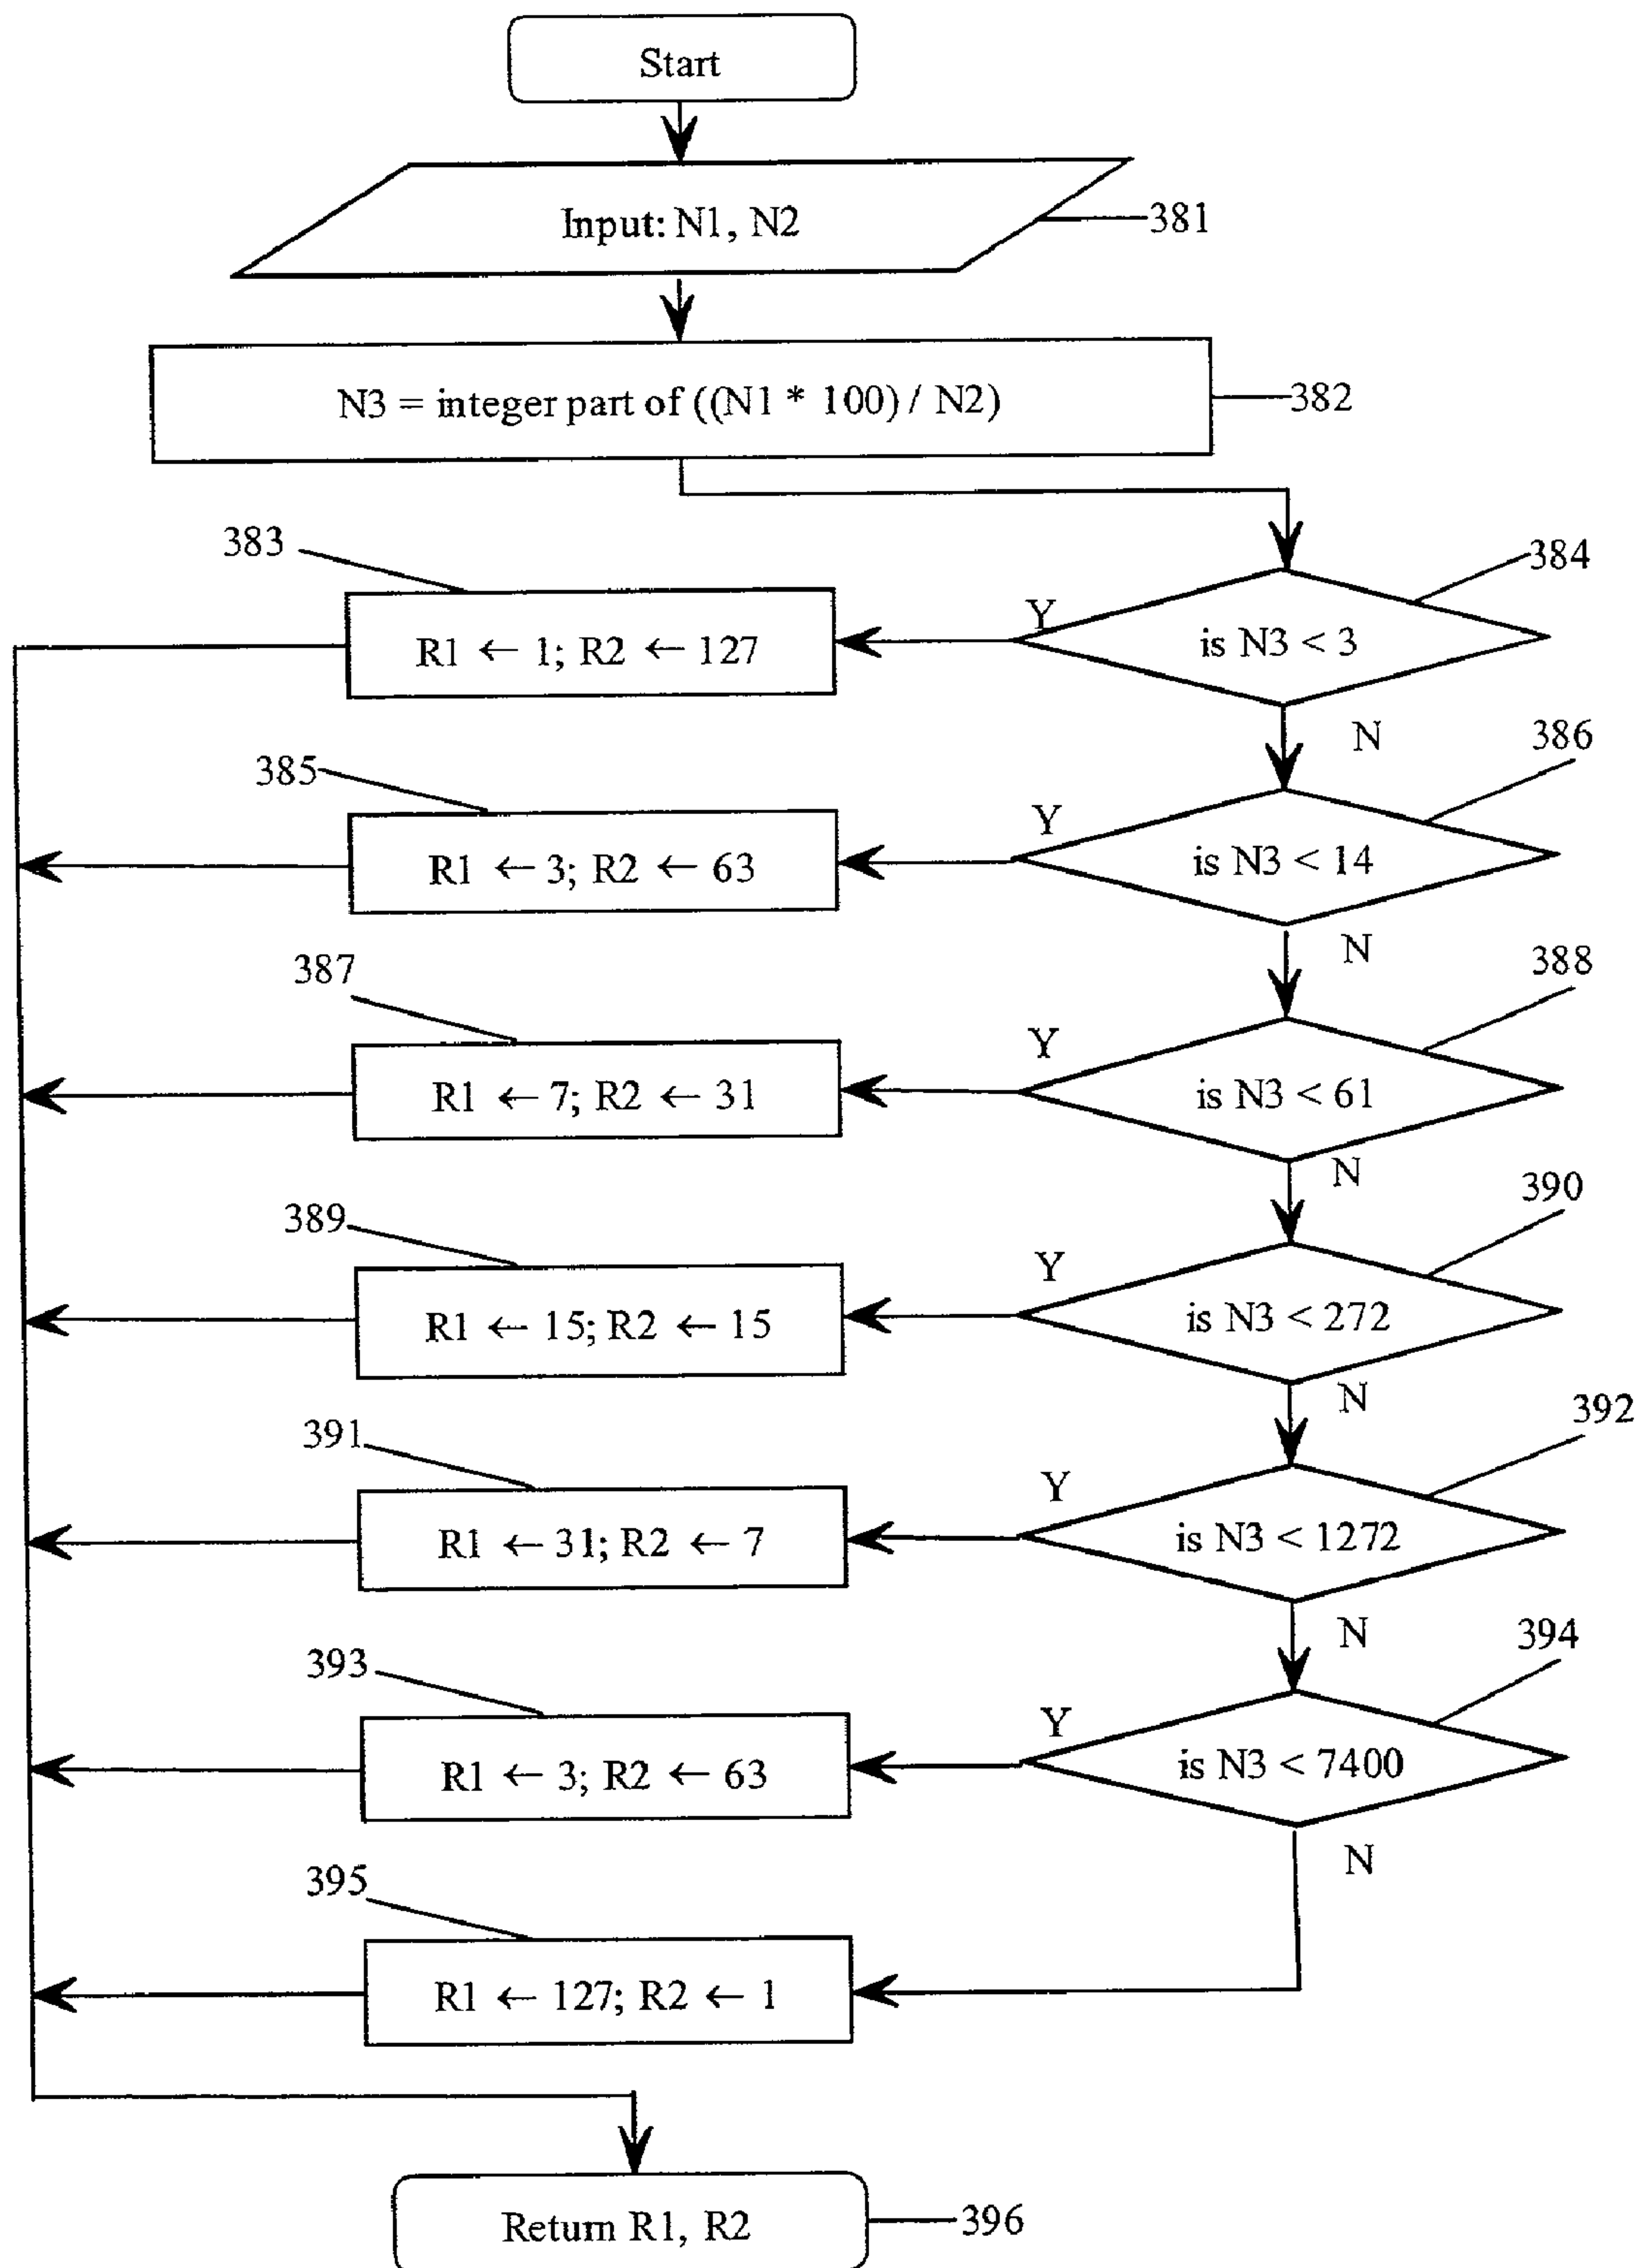 Start
Input: N1, N2
381
N3 = integer part of ((N1 * 100) / N2)
382
383
384
R1 ← 1; R2 ← 127
Y
is N3 < 3
N
385
386
R1 ← 3; R2 ← 63
Y
is N3 < 14
N
387
388
R1 ← 7; R2 ← 31
Y
is N3 < 61
N
389
390
R1 ← 15; R2 ← 15
Y
is N3 < 272
N
391
392
R1 ← 31; R2 ← 7
Y
is N3 < 1272
N
393
394
R1 ← 3; R2 ← 63
Y
is N3 < 7400
N
395
R1 ← 127; R2 ← 1
Return R1, R2
396